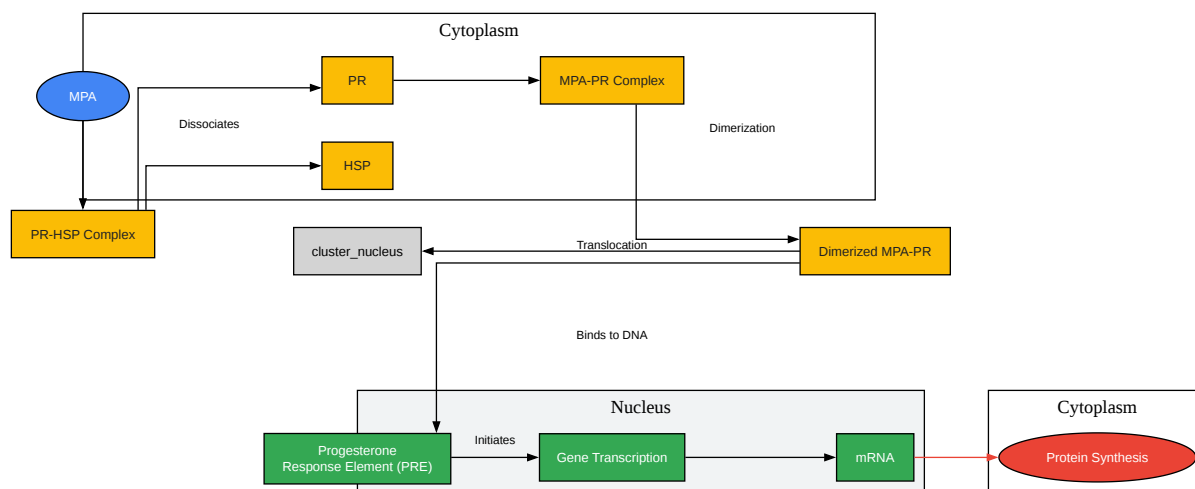 Cytoplasm
MPA
PR
MPA-PR Complex
Dissociates
Dimerization
HSP
PR-HSP Complex
cluster_nucleus
Translocation
Dimerized MPA-PR
Binds to DNA
Nucleus
Cytoplasm
Progesterone
Response Element (PRE)
Initiates
Gene Transcription
mRNA
Protein Synthesis